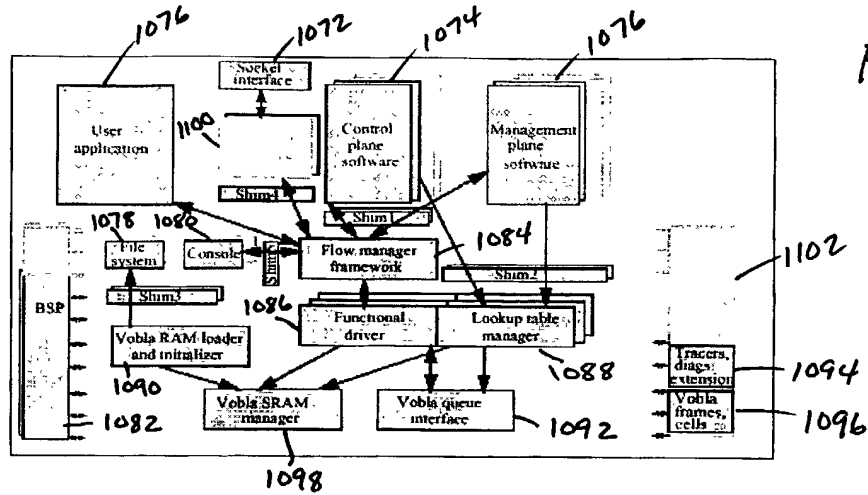 1076
1072
1074
1076
Socket
interface
User
application
1100
Control
plane
software
Management
plane
software
Shim4
Shim1
1078
1080
File
system
Console
Flow manager
framework
1084
Shim2
1102
BSP
Shim3
1086
Functional
driver
Lookup table
manager
Vobla RAM loader
and initializer
1090
1088
Tracers,
diags,
extension
1094
1082
Vobla SRAM
manager
Vobla queue
interface
1092
Vobla
frames,
cells
1096
1098